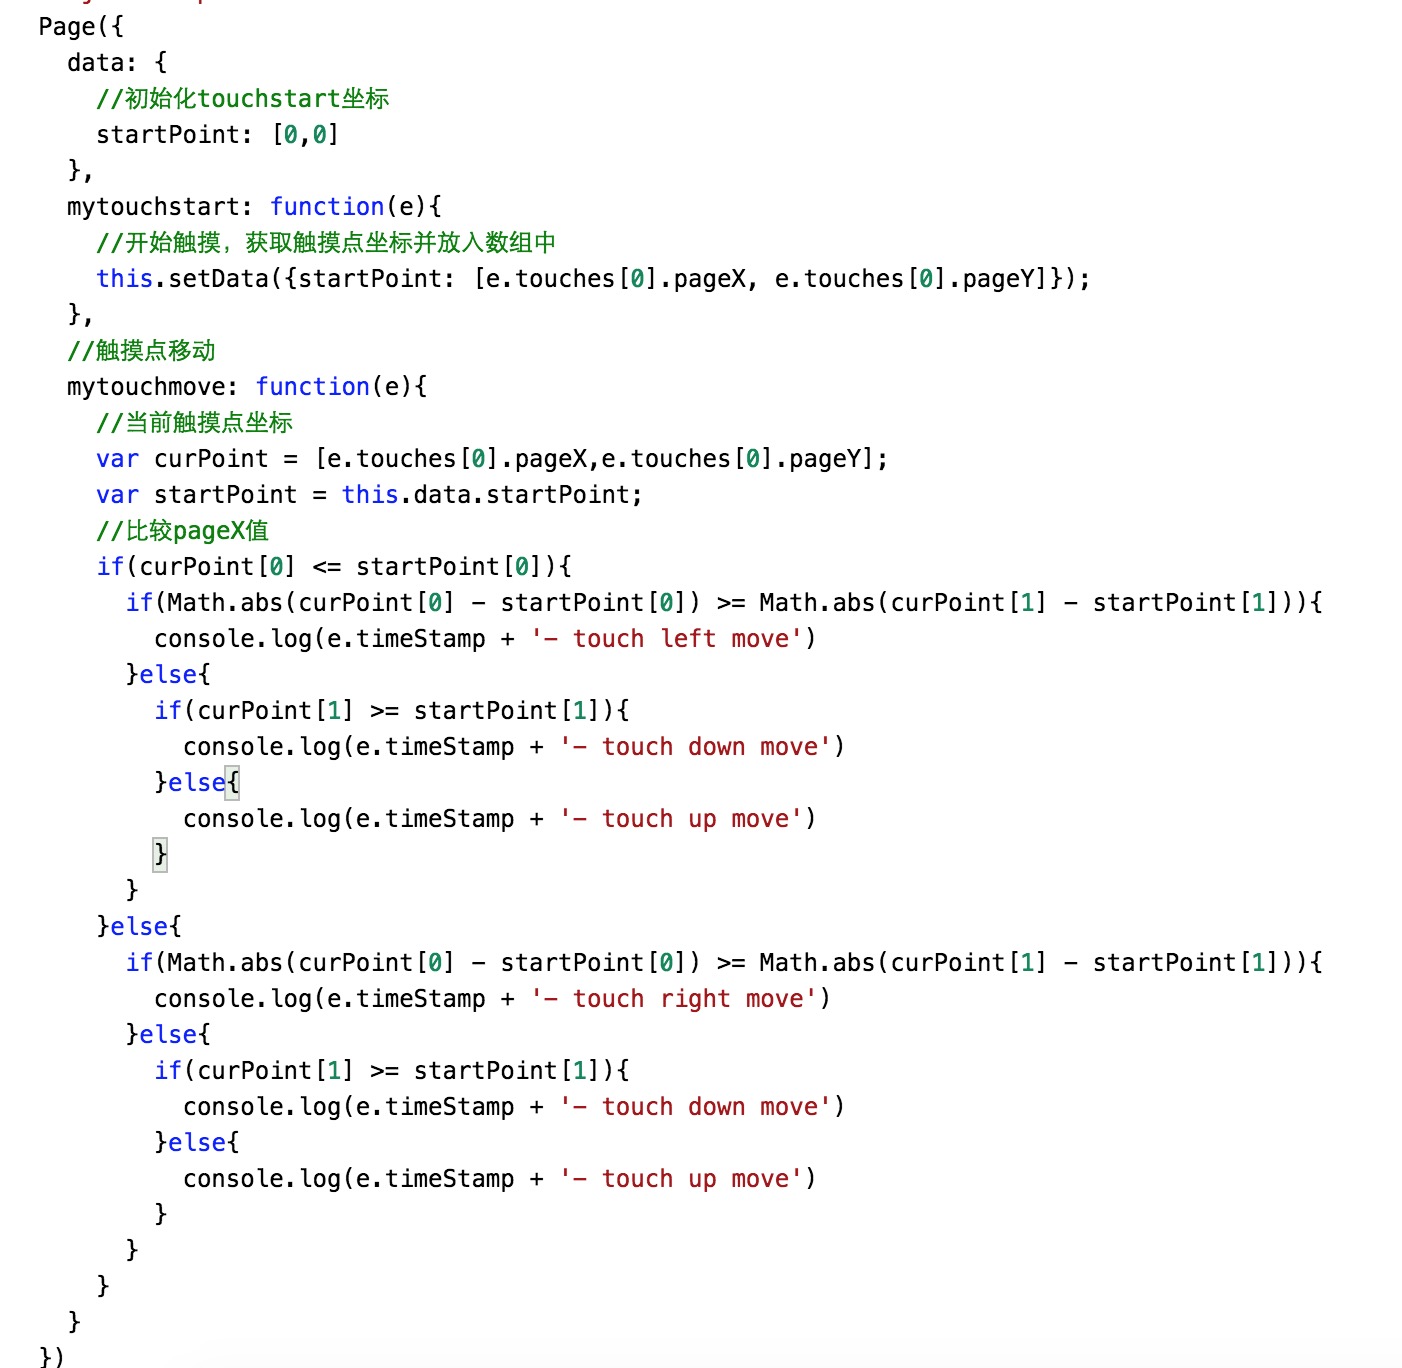 Page({
  data: {
    //初始化touchstart坐标
    startPoint: [0,0]
  },
  mytouchstart: function(e){
    //开始触摸，获取触摸点坐标并放入数组中
    this.setData({startPoint: [e.touches[0].pageX, e.touches[0].pageY]});
  },
  //触摸点移动
  mytouchmove: function(e){
    //当前触摸点坐标
    var curPoint = [e.touches[0].pageX,e.touches[0].pageY];
    var startPoint = this.data.startPoint;
    //比较pageX值
    if(curPoint[0] <= startPoint[0]){
      if(Math.abs(curPoint[0] - startPoint[0]) >= Math.abs(curPoint[1] - startPoint[1])){
        console.log(e.timeStamp + '- touch left move')
      }else{
        if(curPoint[1] >= startPoint[1]){
          console.log(e.timeStamp + '- touch down move')
        }else{
          console.log(e.timeStamp + '- touch up move')
        }
      }
    }else{
      if(Math.abs(curPoint[0] - startPoint[0]) >= Math.abs(curPoint[1] - startPoint[1])){
        console.log(e.timeStamp + '- touch right move')
      }else{
        if(curPoint[1] >= startPoint[1]){
          console.log(e.timeStamp + '- touch down move')
        }else{
          console.log(e.timeStamp + '- touch up move')
        }
      }
    }
  }
})